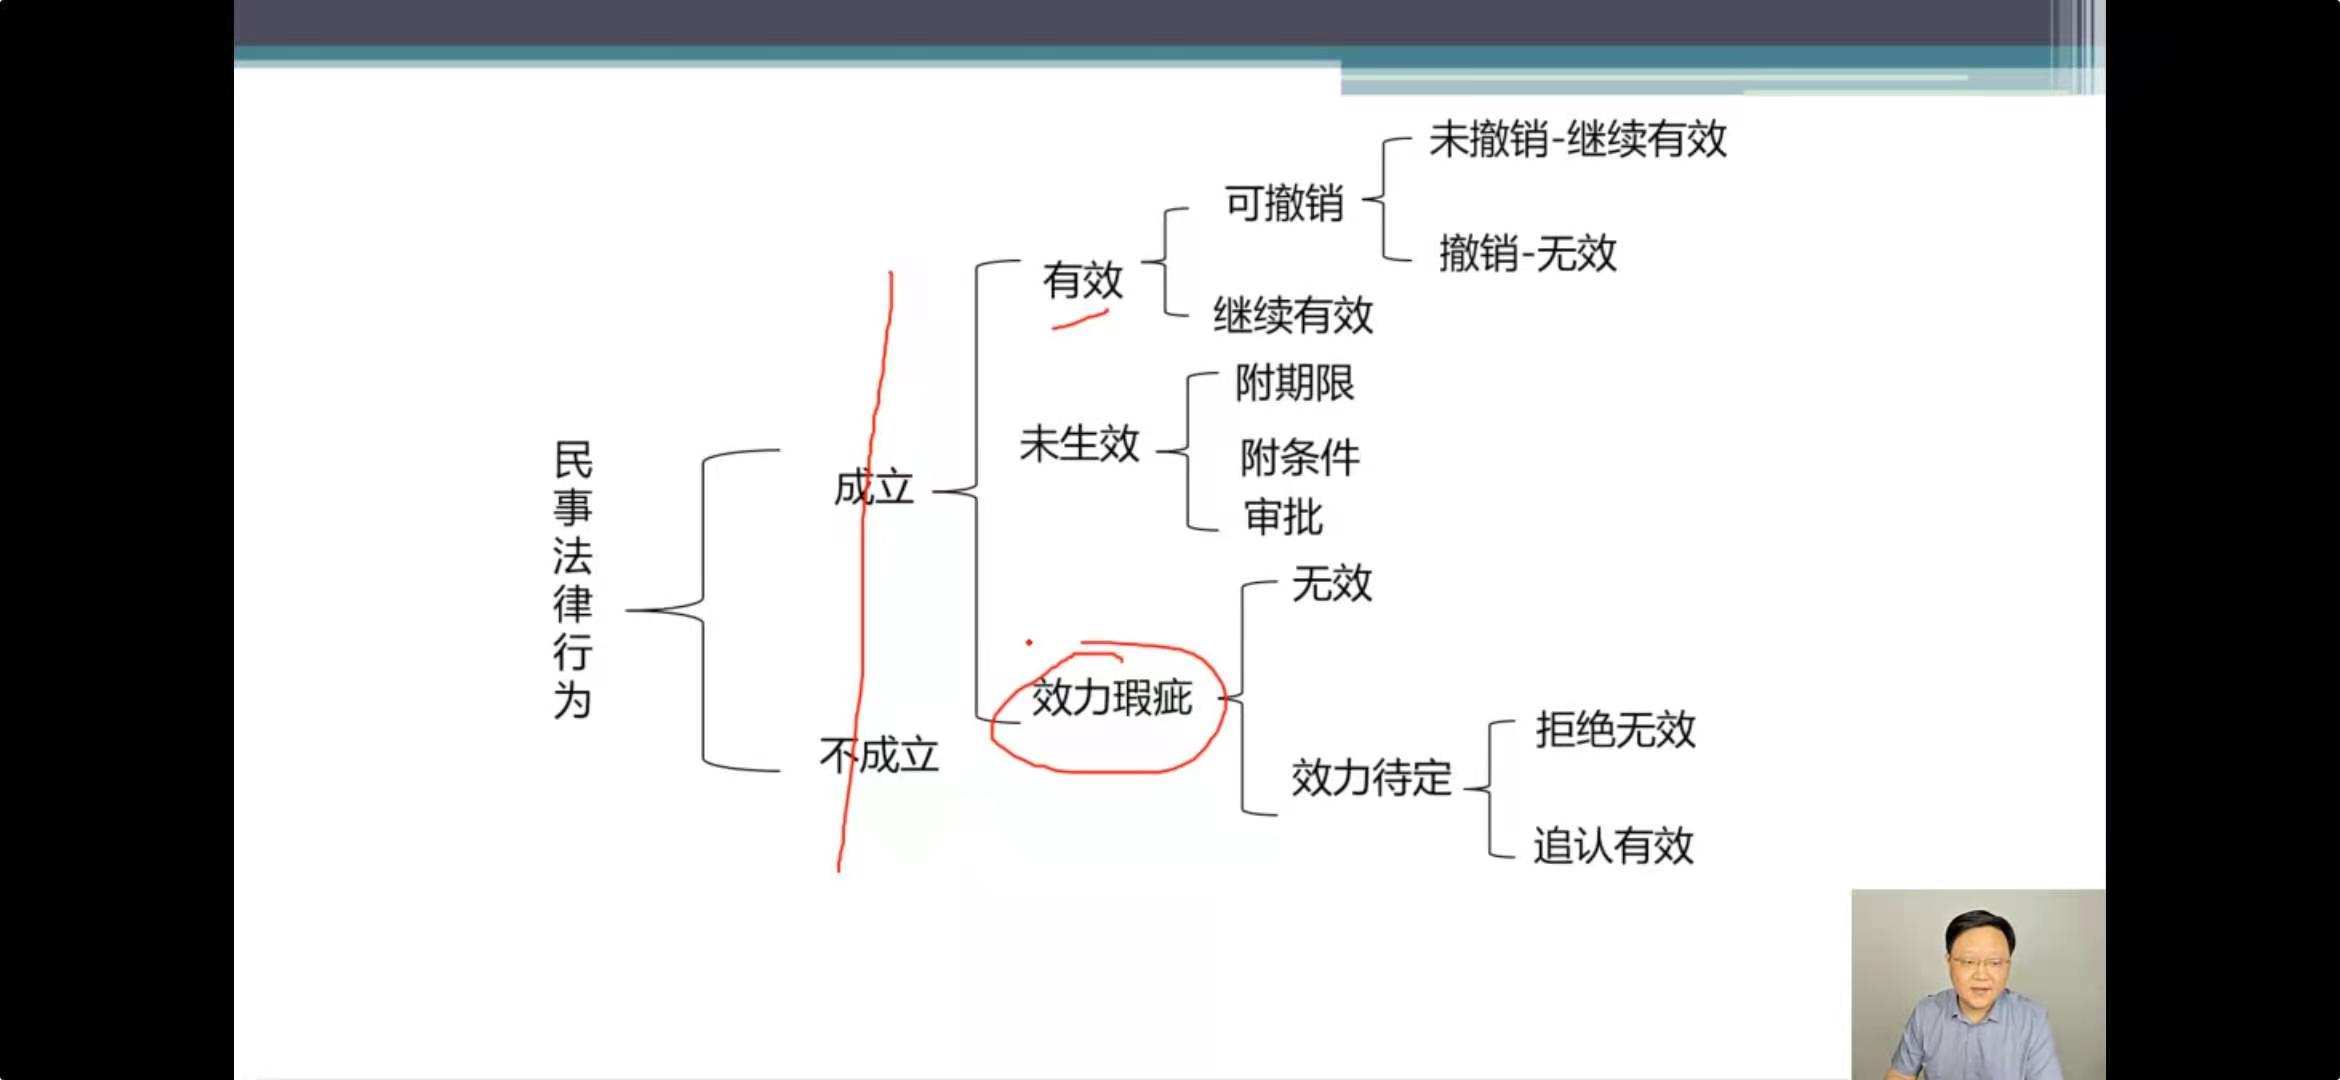 民事法律行为
成立
有效
可撤销
未撤销-继续有效
撤销-无效
继续有效
未生效
附期限
附条件
审批
效力瑕疵
无效
效力待定
拒绝无效
追认有效
不成立